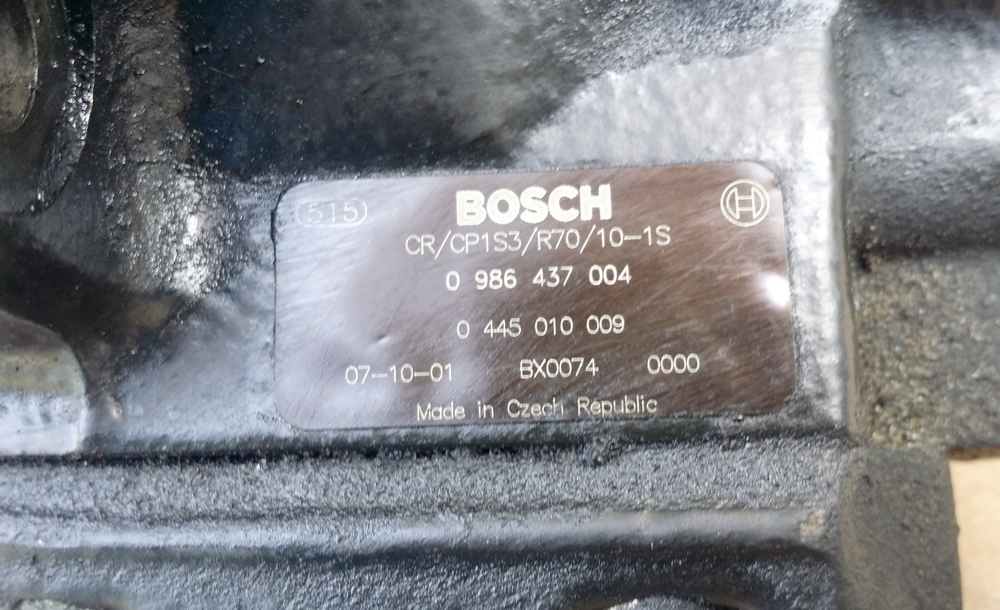 515 BOSCH
CR/CP1S3/R70/10-1S
0 986 437 004
0 445 010 009
07-10-01 BX0074 0000
Made in Czech Republic